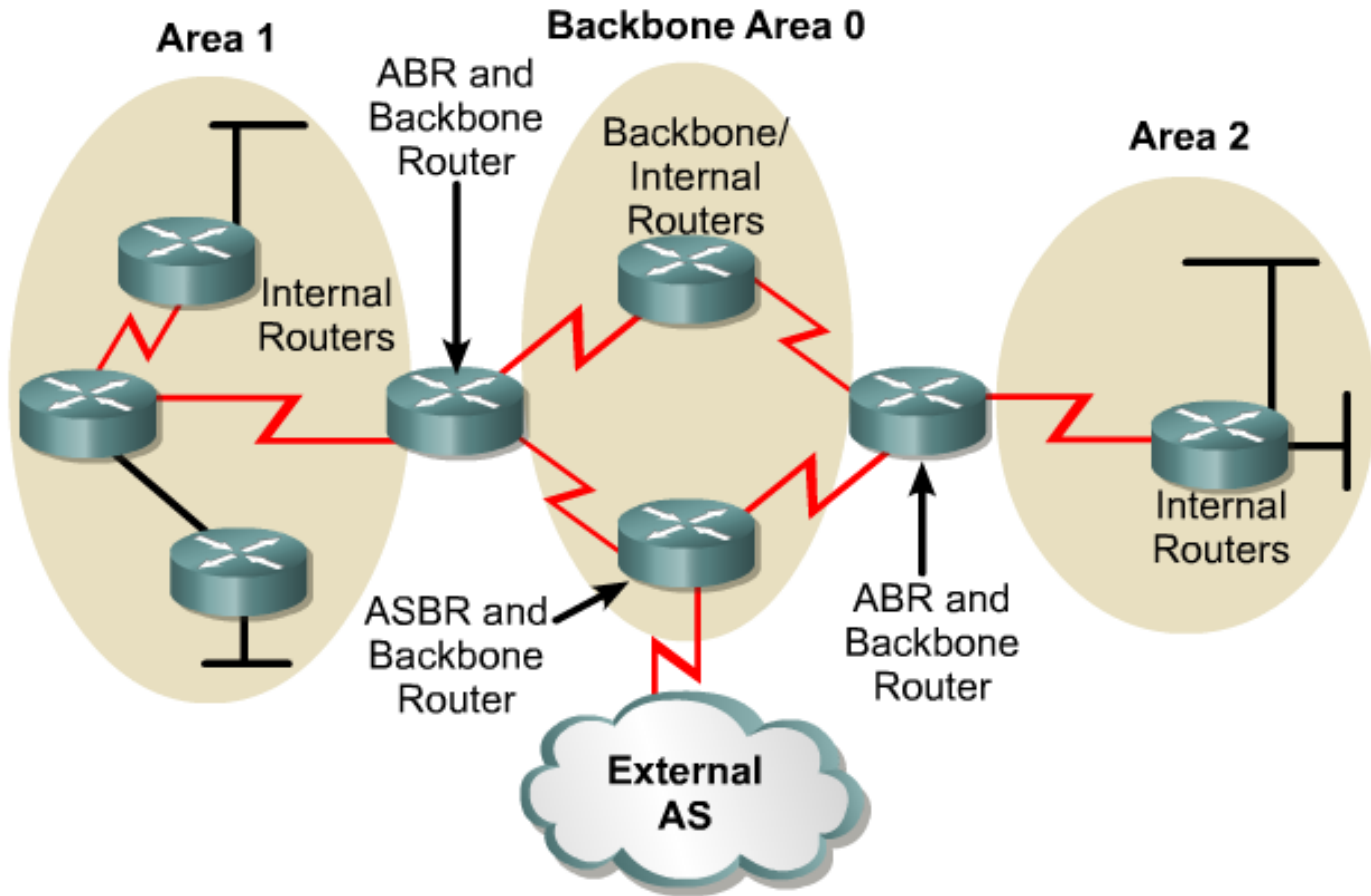 Area 1
Backbone Area 0
Area 2
ABR and
Backbone
Router
Backbone/
Internal
Routers
Internal
Routers
ASBR and
Backbone
Router
ABR and
Backbone
Router
Internal
Routers
External
AS